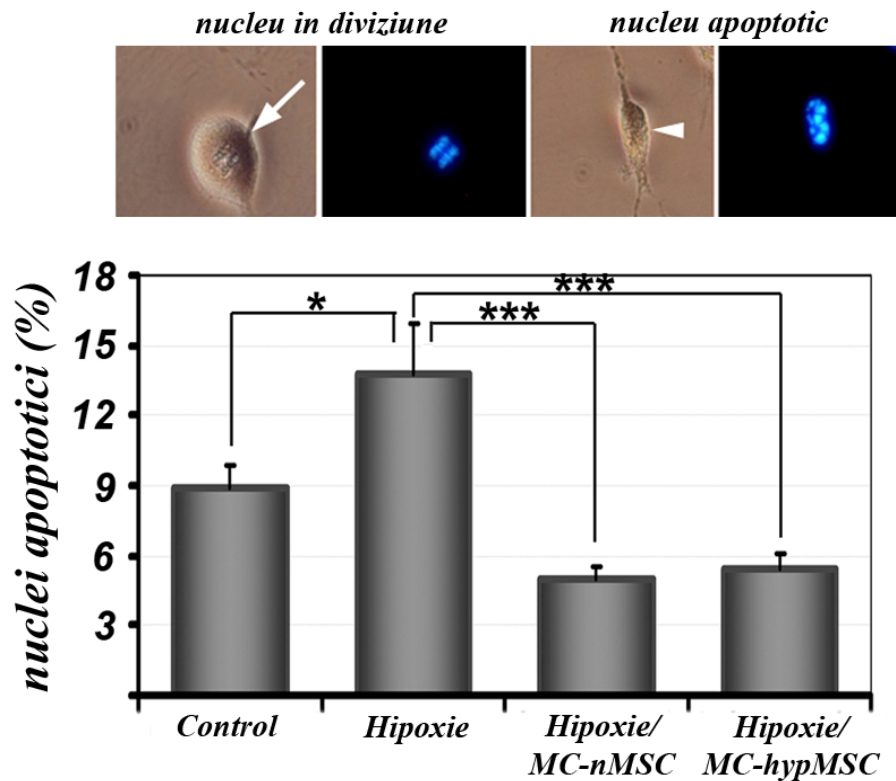 nucleu in diviziune
nucleu apoptotic
nuclei apoptotici (%)
18
15
12
9
6
3
*
***
***
Control
Hipoxie
Hipoxie/
MC-nMSC
Hipoxie/
MC-hypMSC